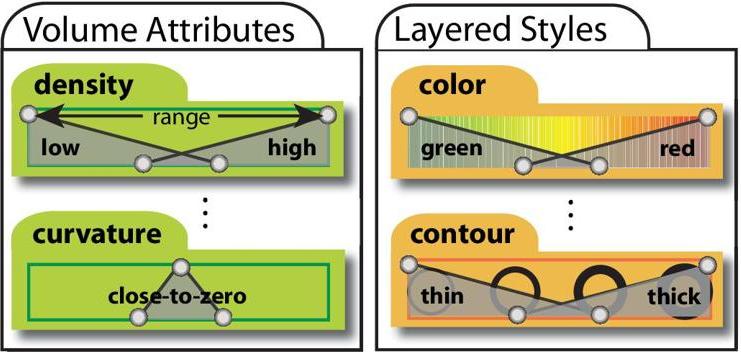 Volume Attributes
density
range
low
high
curvature
close-to-zero
Layered Styles
color
green
red
contour
thin
thick